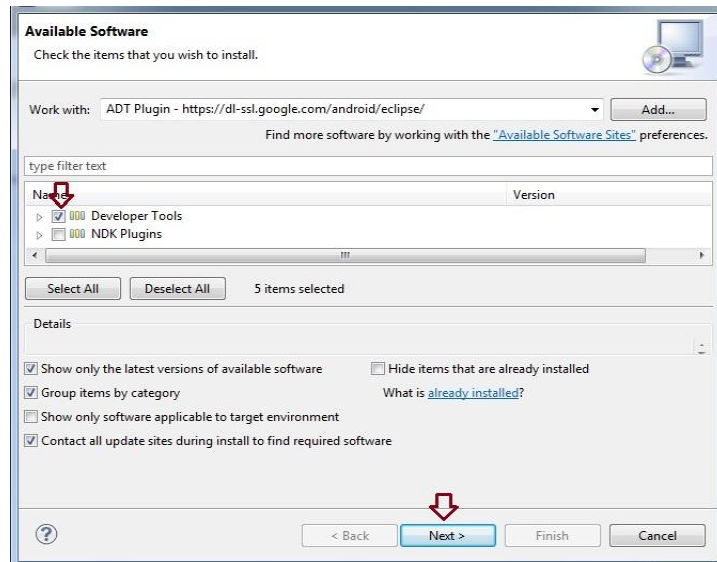 Available Software
Check the items that you wish to install.
Work with: ADT Plugin - https://dl-ssl.google.com/android/eclipse/ Add...
Find more software by working with the "Available Software Sites" preferences.
type filter text
Name Version
Developer Tools
NDK Plugins
Select All Deselect All 5 items selected
Details
Show only the latest versions of available software Hide items that are already installed
Group items by category What is already installed?
Show only software applicable to target environment
Contact all update sites during install to find required software
< Back Next > Finish Cancel